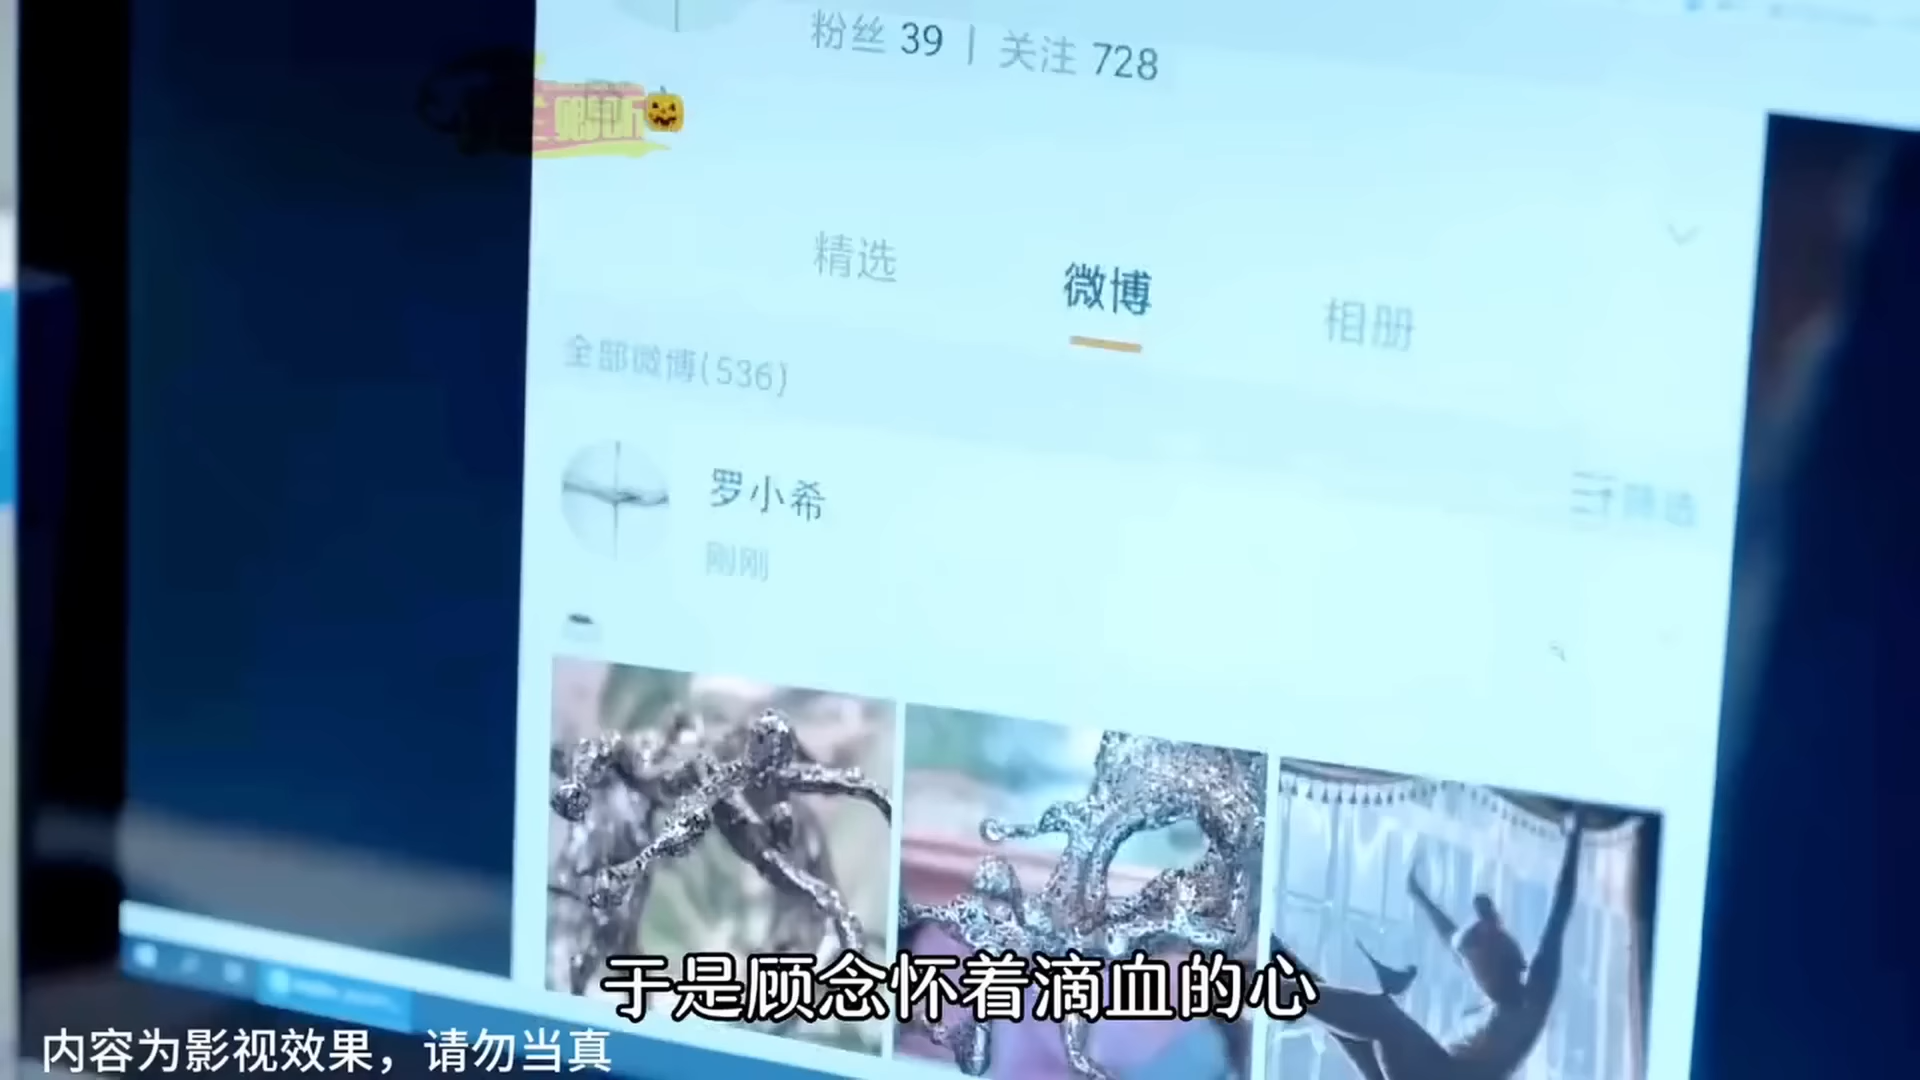 粉丝 39 | 关注 728
精选 微博 相册
全部微博(536)
罗小希
刚刚
于是顾念怀着滴血的心
内容为影视效果，请勿当真